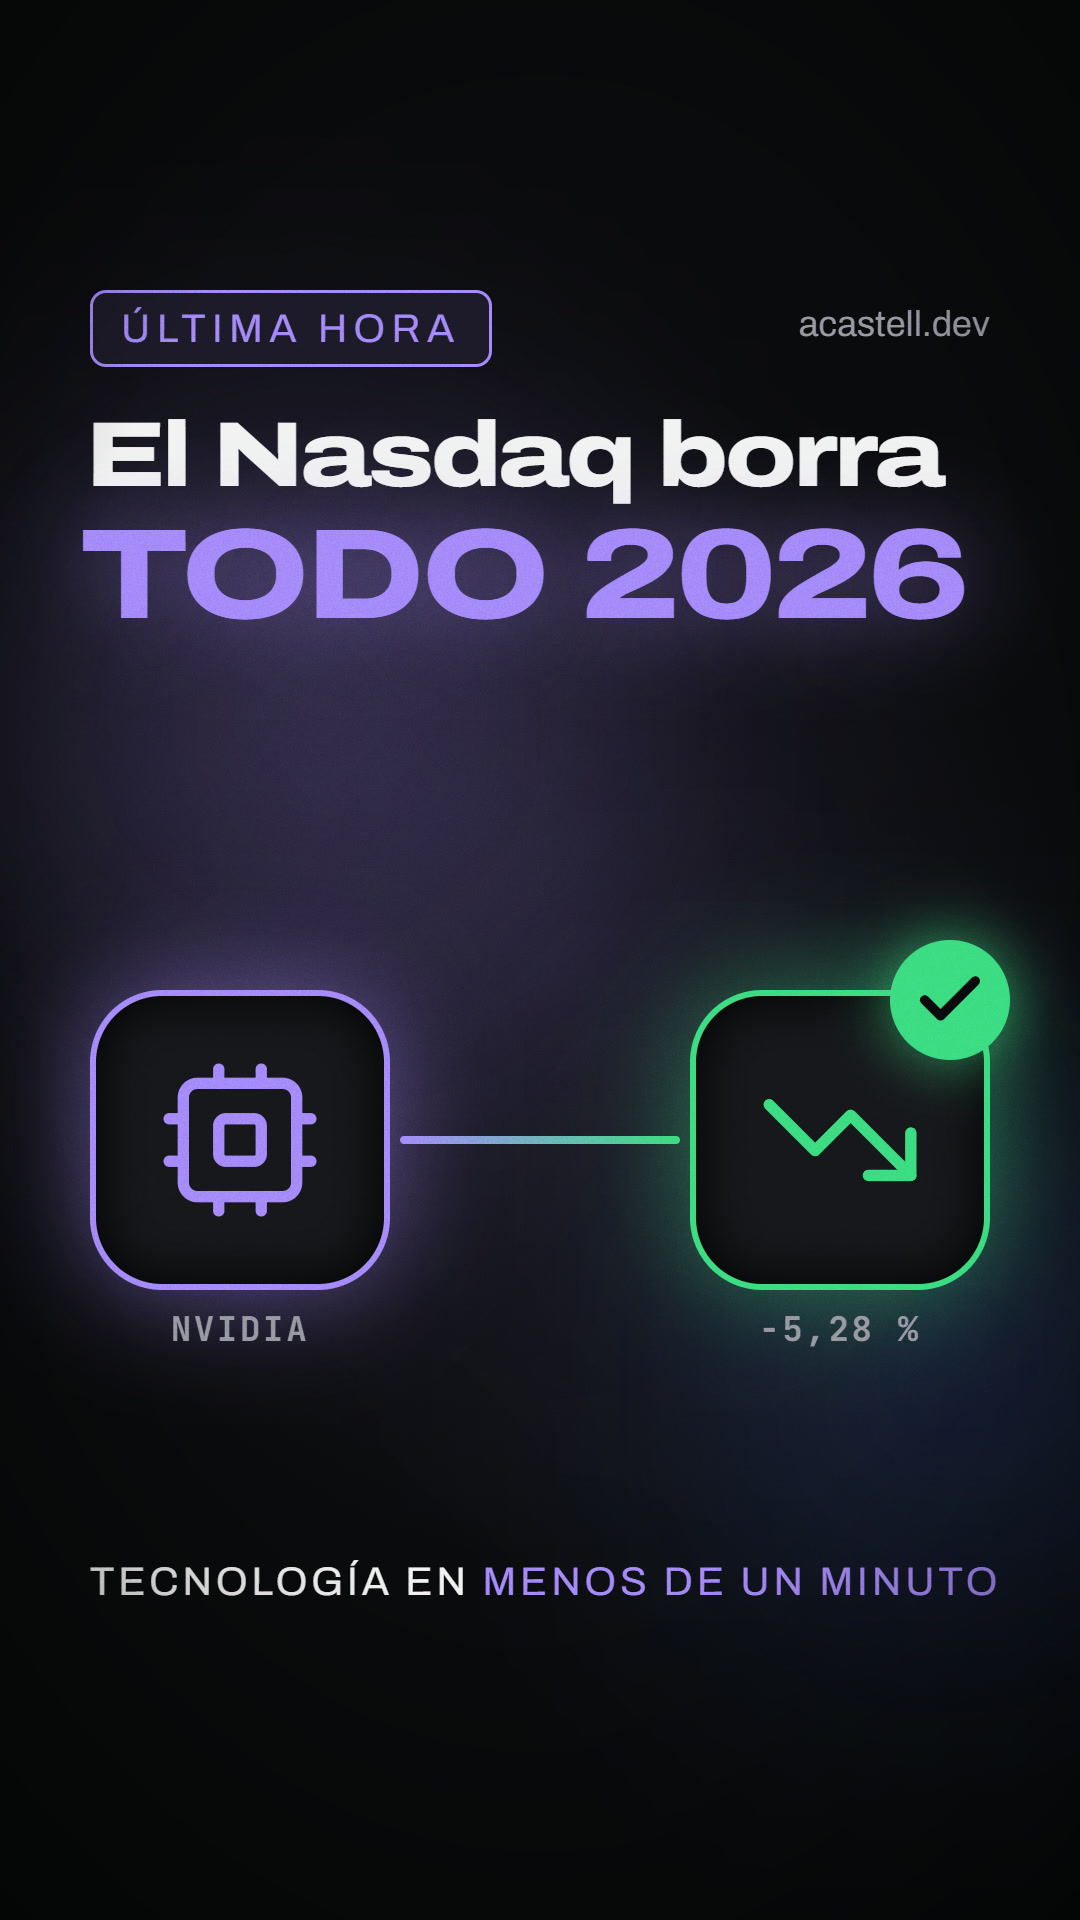 ÚLTIMA HORA
acastell.dev
El Nasdaq borra
TODO 2026
NVIDIA
-5,28 %
TECNOLOGÍA EN MENOS DE UN MINUTO